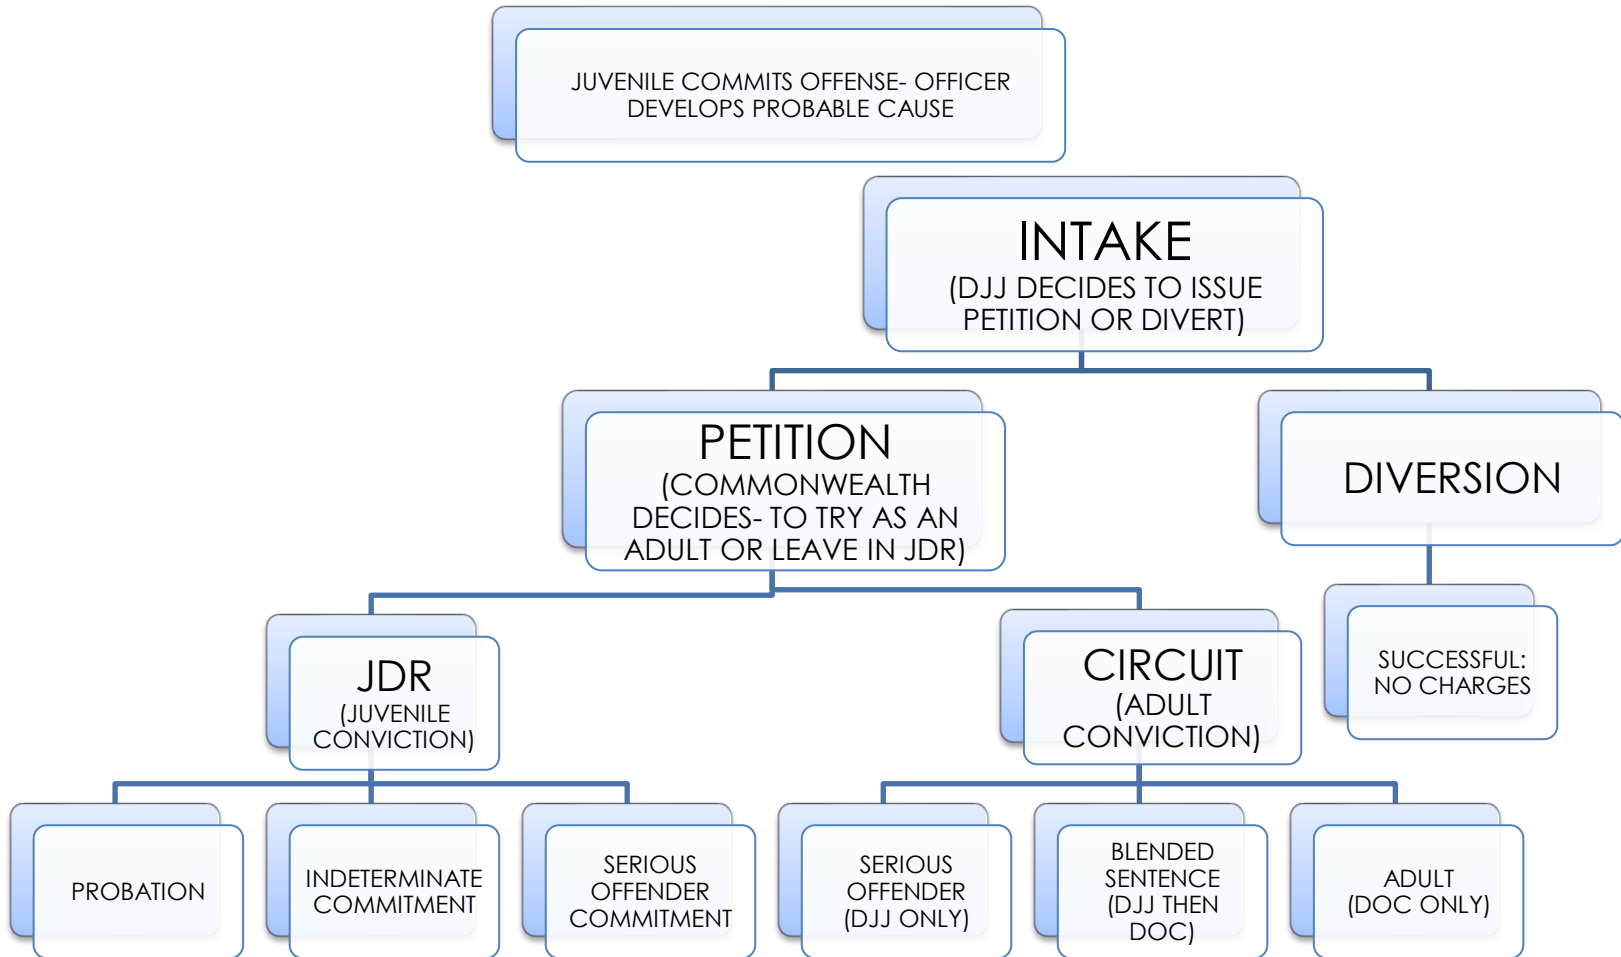 JUVENILE COMMITS OFFENSE- OFFICER
DEVELOPS PROBABLE CAUSE
INTAKE
(DJJ DECIDES TO ISSUE
PETITION OR DIVERT)
PETITION
(COMMONWEALTH
DECIDES- TO TRY AS AN
ADULT OR LEAVE IN JDR)
DIVERSION
JDR
(JUVENILE
CONVICTION)
CIRCUIT
(ADULT
CONVICTION)
SUCCESSFUL:
NO CHARGES
PROBATION
INDETERMINATE
COMMITMENT
SERIOUS
OFFENDER
COMMITMENT
SERIOUS
OFFENDER
(DJJ ONLY)
BLENDED
SENTENCE
(DJJ THEN
DOC)
ADULT
(DOC ONLY)